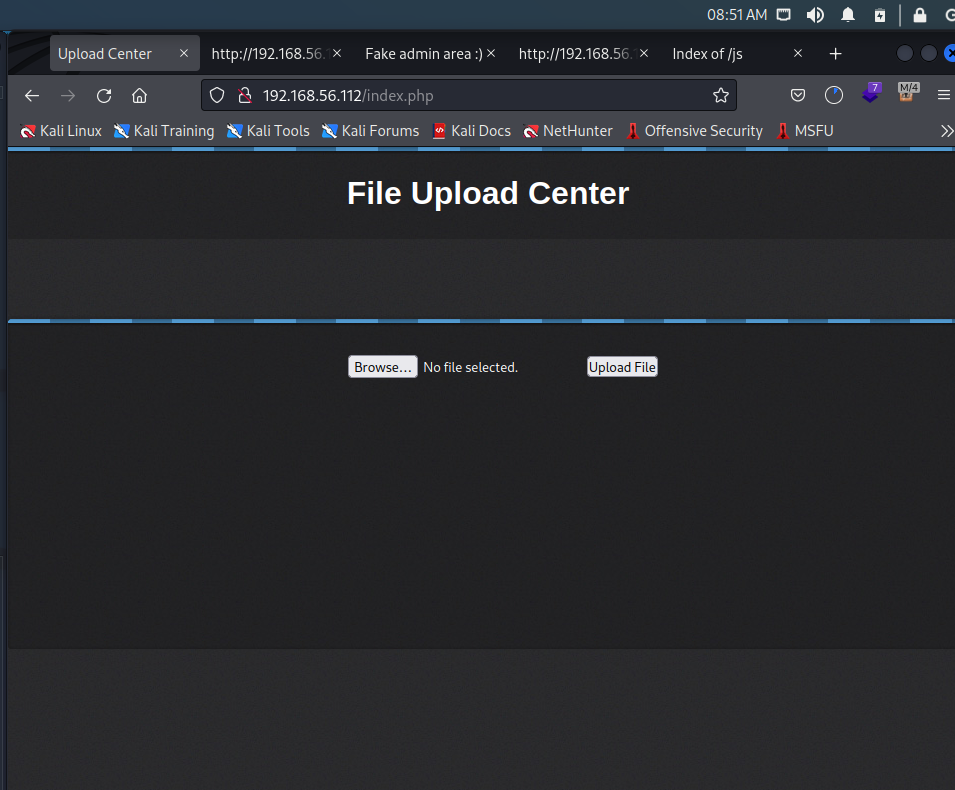 08:51 AM
Upload Center
http://192.168.56.
Fake admin area :)
http://192.168.56.
Index of /js
192.168.56.112/index.php
7
M/4
Kali Linux
Kali Training
Kali Tools
Kali Forums
Kali Docs
NetHunter
Offensive Security
MSFU
File Upload Center
Browse...
No file selected.
Upload File